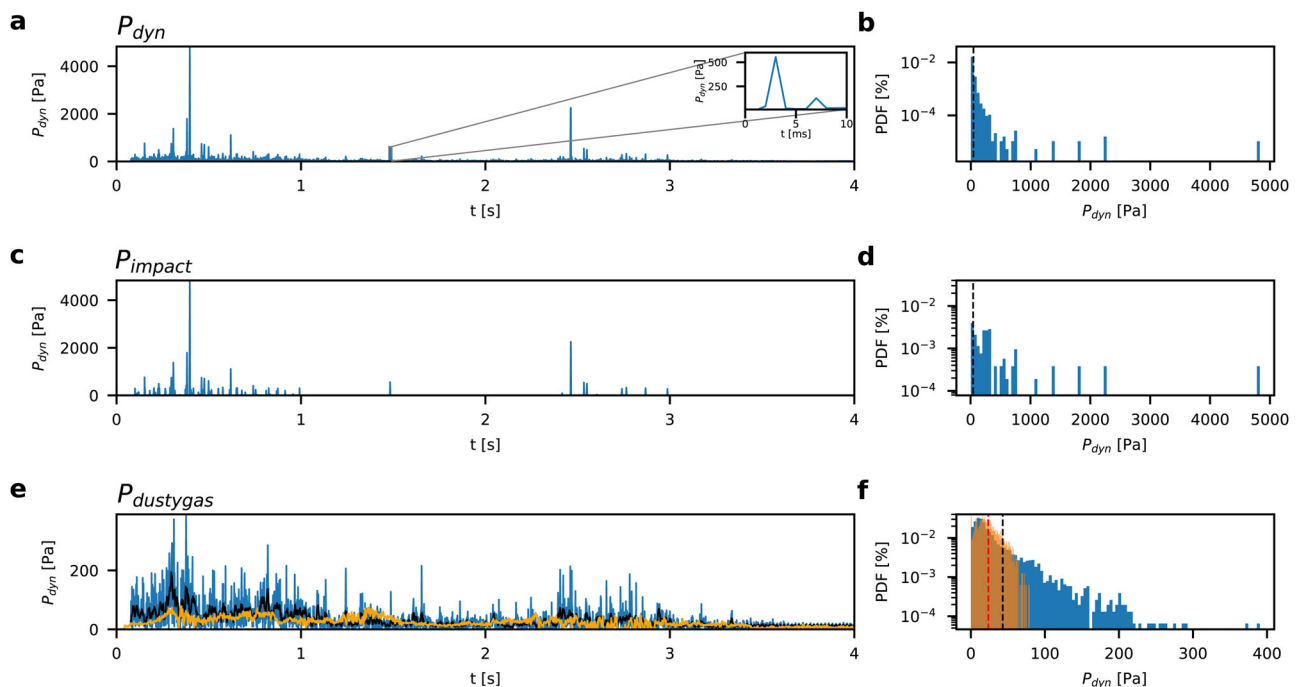 a
P_dyn
P_dyn [Pa]
4000
2000
0
0 1 2 3 4
t [s]
P_dyn [Pa]
500
250
0 5 10
t [ms]
b
PDF [%]
10⁻²
10⁻⁴
0 1000 2000 3000 4000 5000
P_dyn [Pa]
c
P_impact
P_dyn [Pa]
4000
2000
0
0 1 2 3 4
t [s]
d
PDF [%]
10⁻²
10⁻³
10⁻⁴
0 1000 2000 3000 4000 5000
P_dyn [Pa]
e
P_dustygas
P_dyn [Pa]
200
0
0 1 2 3 4
t [s]
f
PDF [%]
10⁻²
10⁻³
10⁻⁴
0 100 200 300 400
P_dyn [Pa]